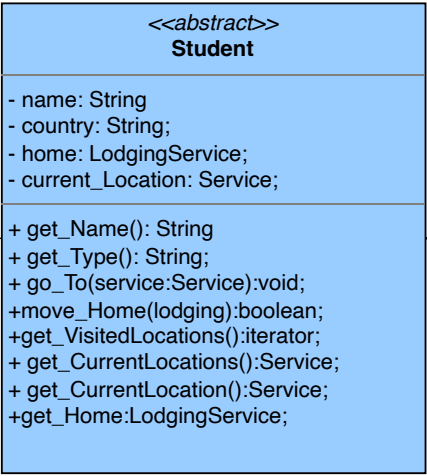 <<abstract>>
Student
- name: String
- country: String;
- home: LodgingService;
- current_Location: Service;
+ get_Name(): String
+ get_Type(): String;
+ go_To(service:Service):void;
+move_Home(lodging):boolean;
+get_VisitedLocations():iterator;
+ get_CurrentLocations():Service;
+ get_CurrentLocation():Service;
+get_Home:LodgingService;